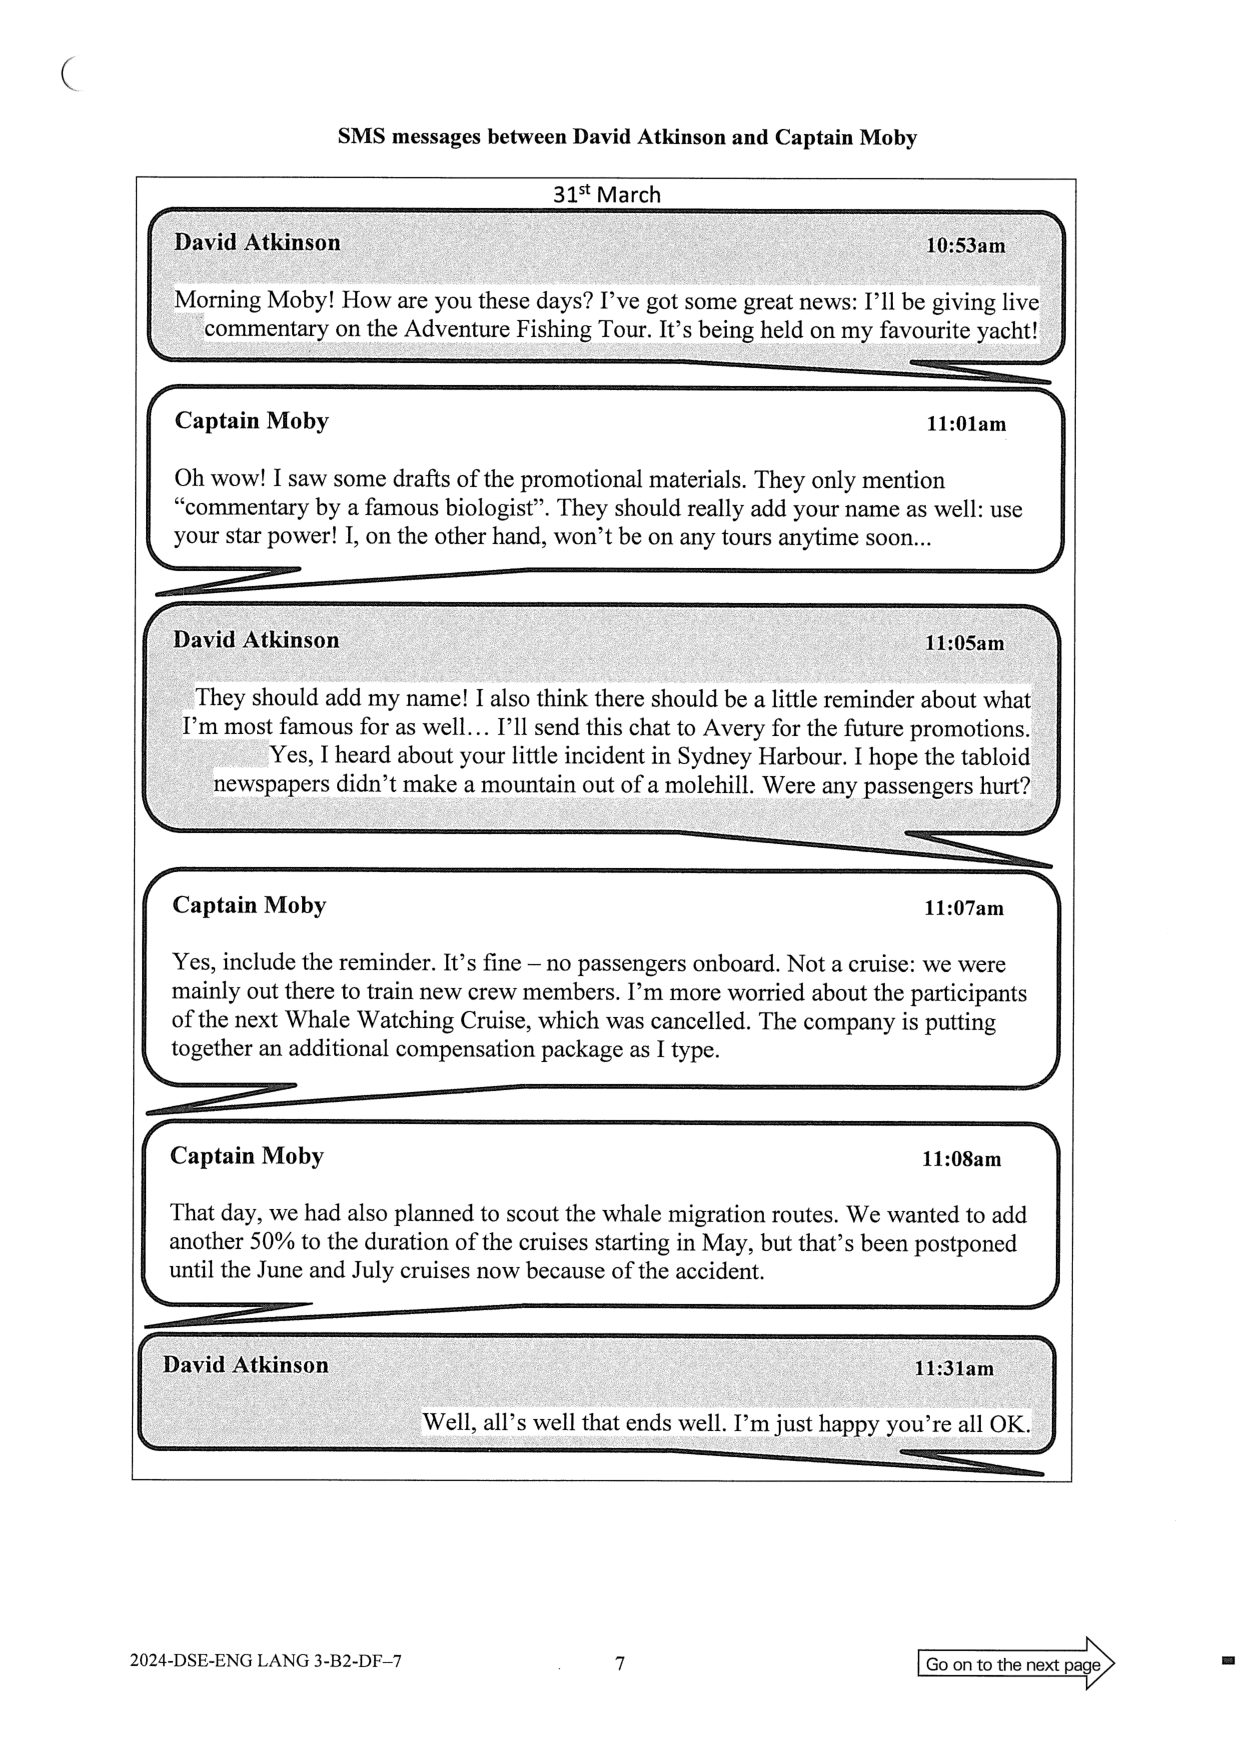 SMS messages between David Atkinson and Captain Moby
31st March
David Atkinson 10:53am
Morning Moby! How are you these days? I've got some great news: I'll be giving live
commentary on the Adventure Fishing Tour. It's being held on my favourite yacht!
Captain Moby 11:01am
Oh wow! I saw some drafts of the promotional materials. They only mention
“commentary by a famous biologist”. They should really add your name as well: use
your star power! I, on the other hand, won't be on any tours anytime soon...
David Atkinson 11:05am
They should add my name! I also think there should be a little reminder about what
I'm most famous for as well... I'll send this chat to Avery for the future promotions.
Yes, I heard about your little incident in Sydney Harbour. I hope the tabloid
newspapers didn't make a mountain out of a molehill. Were any passengers hurt?
Captain Moby 11:07am
Yes, include the reminder. It's fine – no passengers onboard. Not a cruise: we were
mainly out there to train new crew members. I'm more worried about the participants
of the next Whale Watching Cruise, which was cancelled. The company is putting
together an additional compensation package as I type.
Captain Moby 11:08am
That day, we had also planned to scout the whale migration routes. We wanted to add
another 50% to the duration of the cruises starting in May, but that's been postponed
until the June and July cruises now because of the accident.
David Atkinson 11:31am
Well, all's well that ends well. I'm just happy you're all OK.
2024-DSE-ENG LANG 3-B2-DF–7 7 Go on to the next page